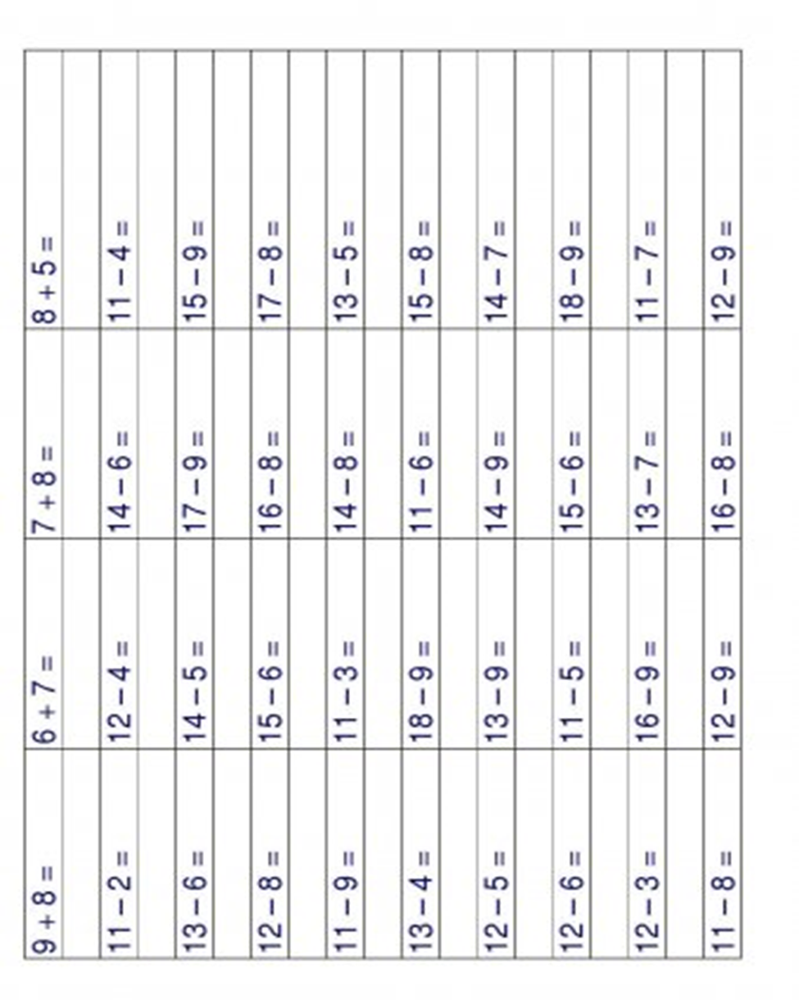 9 + 8 = 6 + 7 = 7 + 8 = 8 + 5 =
11 – 2 = 12 – 4 = 14 – 6 = 11 – 4 =
13 – 6 = 14 – 5 = 17 – 9 = 15 – 9 =
12 – 8 = 15 – 6 = 16 – 8 = 17 – 8 =
11 – 9 = 11 – 3 = 14 – 8 = 13 – 5 =
13 – 4 = 18 – 9 = 11 – 6 = 15 – 8 =
12 – 5 = 13 – 9 = 14 – 9 = 14 – 7 =
12 – 6 = 11 – 5 = 15 – 6 = 18 – 9 =
12 – 3 = 16 – 9 = 13 – 7 = 11 – 7 =
11 – 8 = 12 – 9 = 16 – 8 = 12 – 9 =